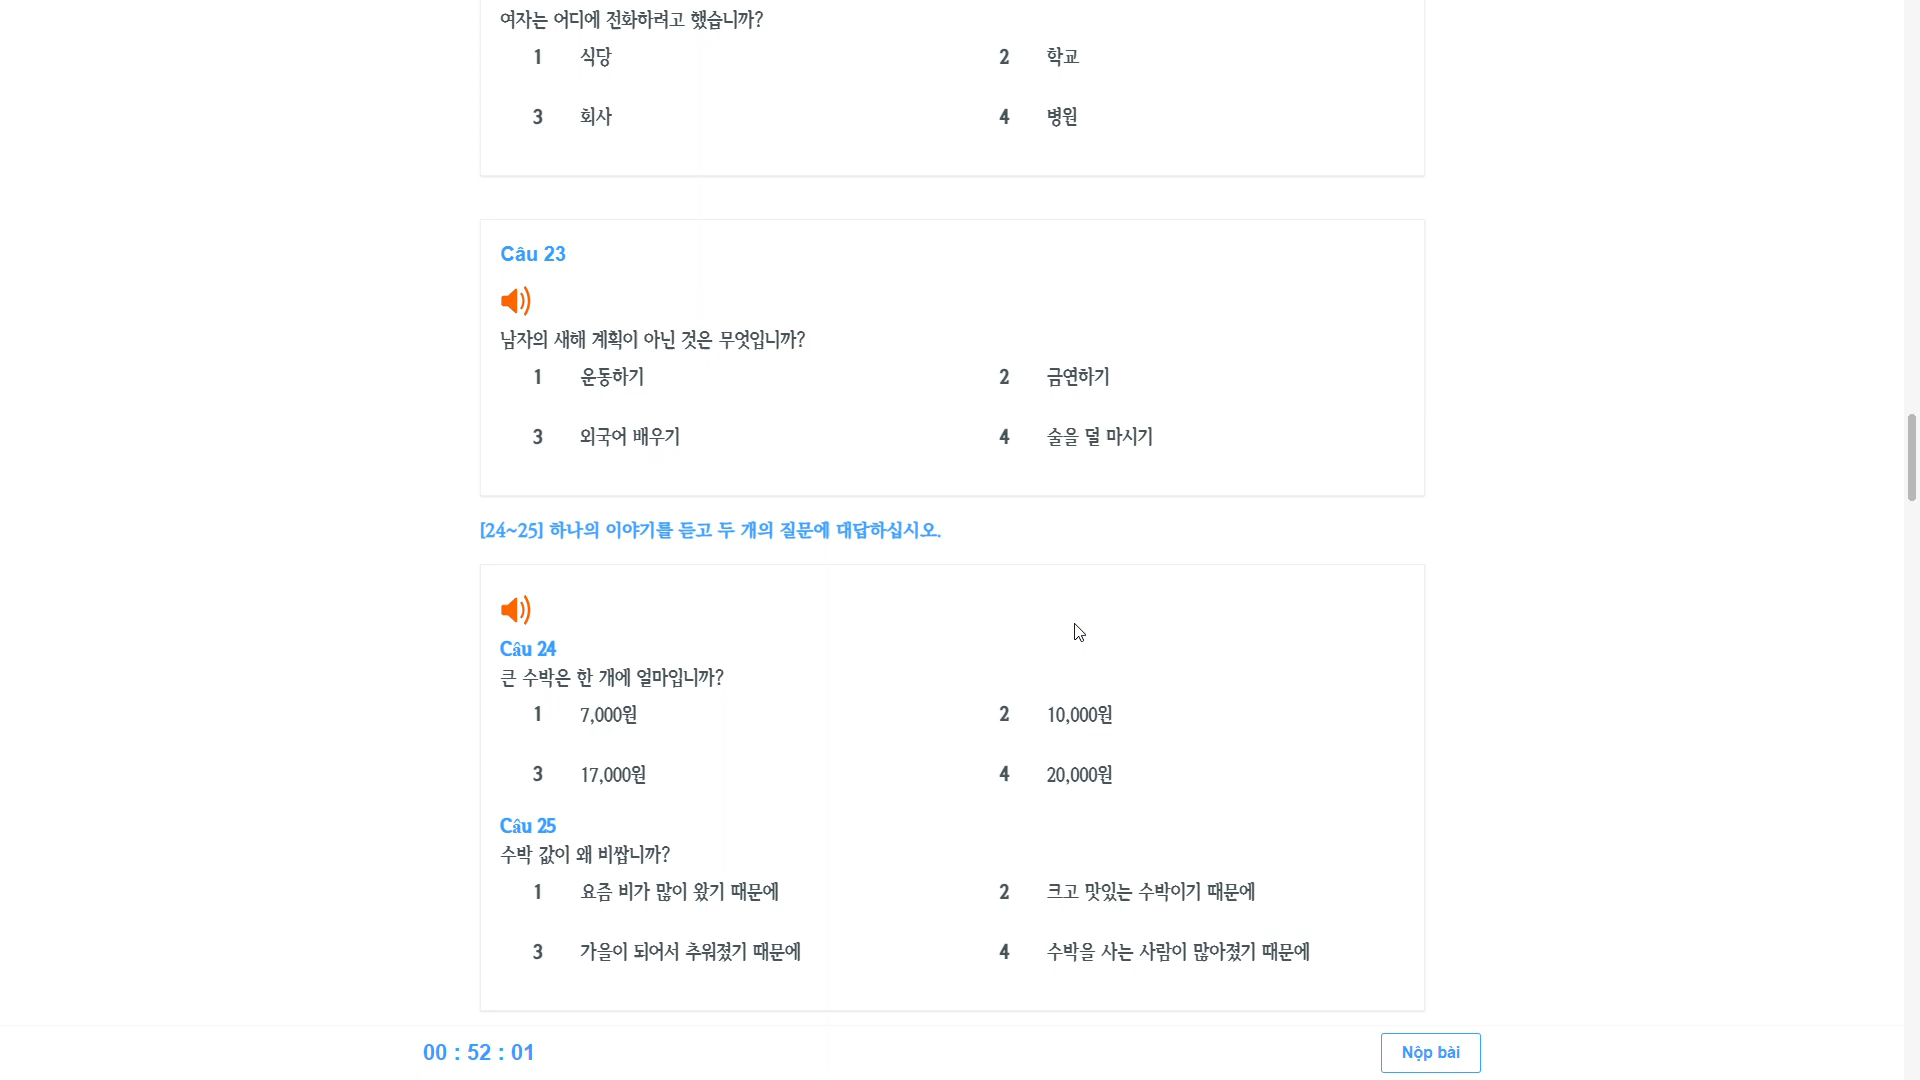 여자는 어디에 전화하려고 했습니까?
1 식당 2 학교
3 회사 4 병원
Câu 23
남자의 새해 계획이 아닌 것은 무엇입니까?
1 운동하기 2 금연하기
3 외국어 배우기 4 술을 덜 마시기
[24~25] 하나의 이야기를 듣고 두 개의 질문에 대답하십시오.
Câu 24
큰 수박은 한 개에 얼마입니까?
1 7,000원 2 10,000원
3 17,000원 4 20,000원
Câu 25
수박 값이 왜 비쌉니까?
1 요즘 비가 많이 왔기 때문에 2 크고 맛있는 수박이기 때문에
3 가을이 되어서 추워졌기 때문에 4 수박을 사는 사람이 많아졌기 때문에
00 : 52 : 01 Nộp bài